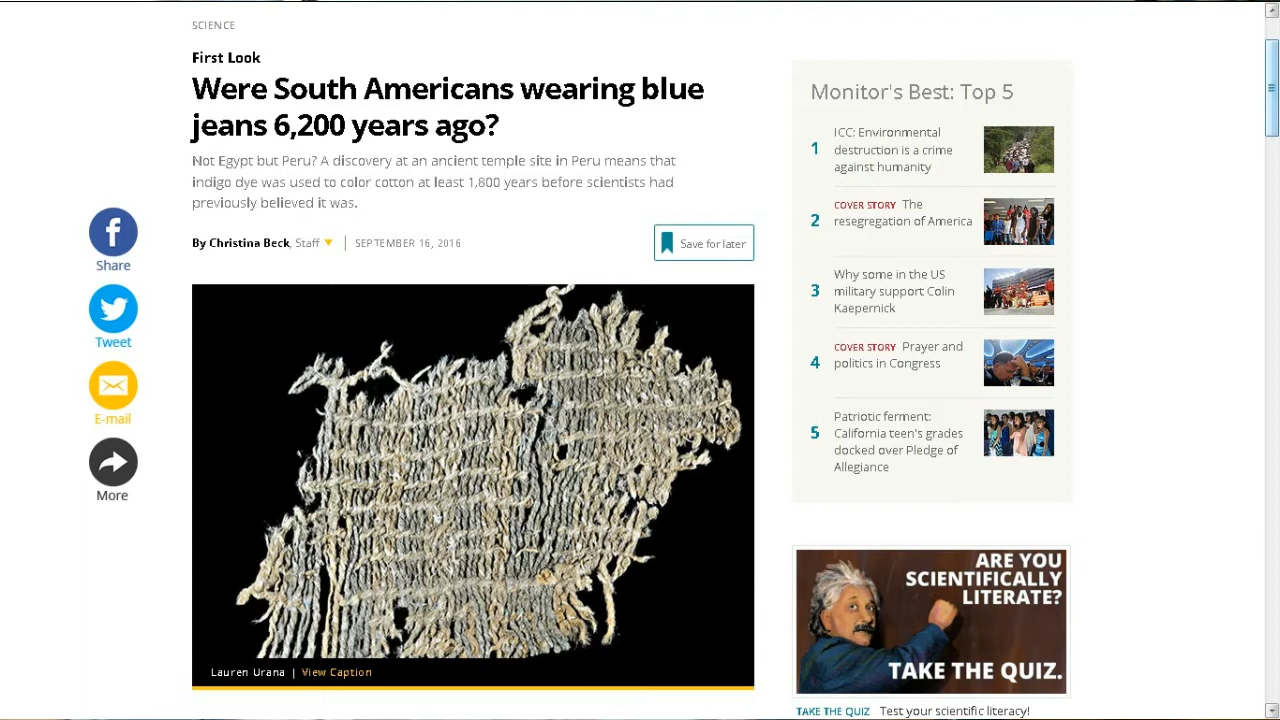 SCIENCE
First Look
Were South Americans wearing blue
jeans 6,200 years ago?
Not Egypt but Peru? A discovery at an ancient temple site in Peru means that
indigo dye was used to color cotton at least 1,800 years before scientists had
previously believed it was.
By Christina Beck, Staff ▼ | SEPTEMBER 16, 2016
Save for later
Share
Tweet
E-mail
More
Lauren Urana | View Caption
Monitor's Best: Top 5
1
ICC: Environmental
destruction is a crime
against humanity
2
COVER STORY The
resegregation of America
3
Why some in the US
military support Colin
Kaepernick
4
COVER STORY Prayer and
politics in Congress
5
Patriotic ferment:
California teen's grades
docked over Pledge of
Allegiance
ARE YOU
SCIENTIFICALLY
LITERATE?
TAKE THE QUIZ.
TAKE THE QUIZ Test your scientific literacy!